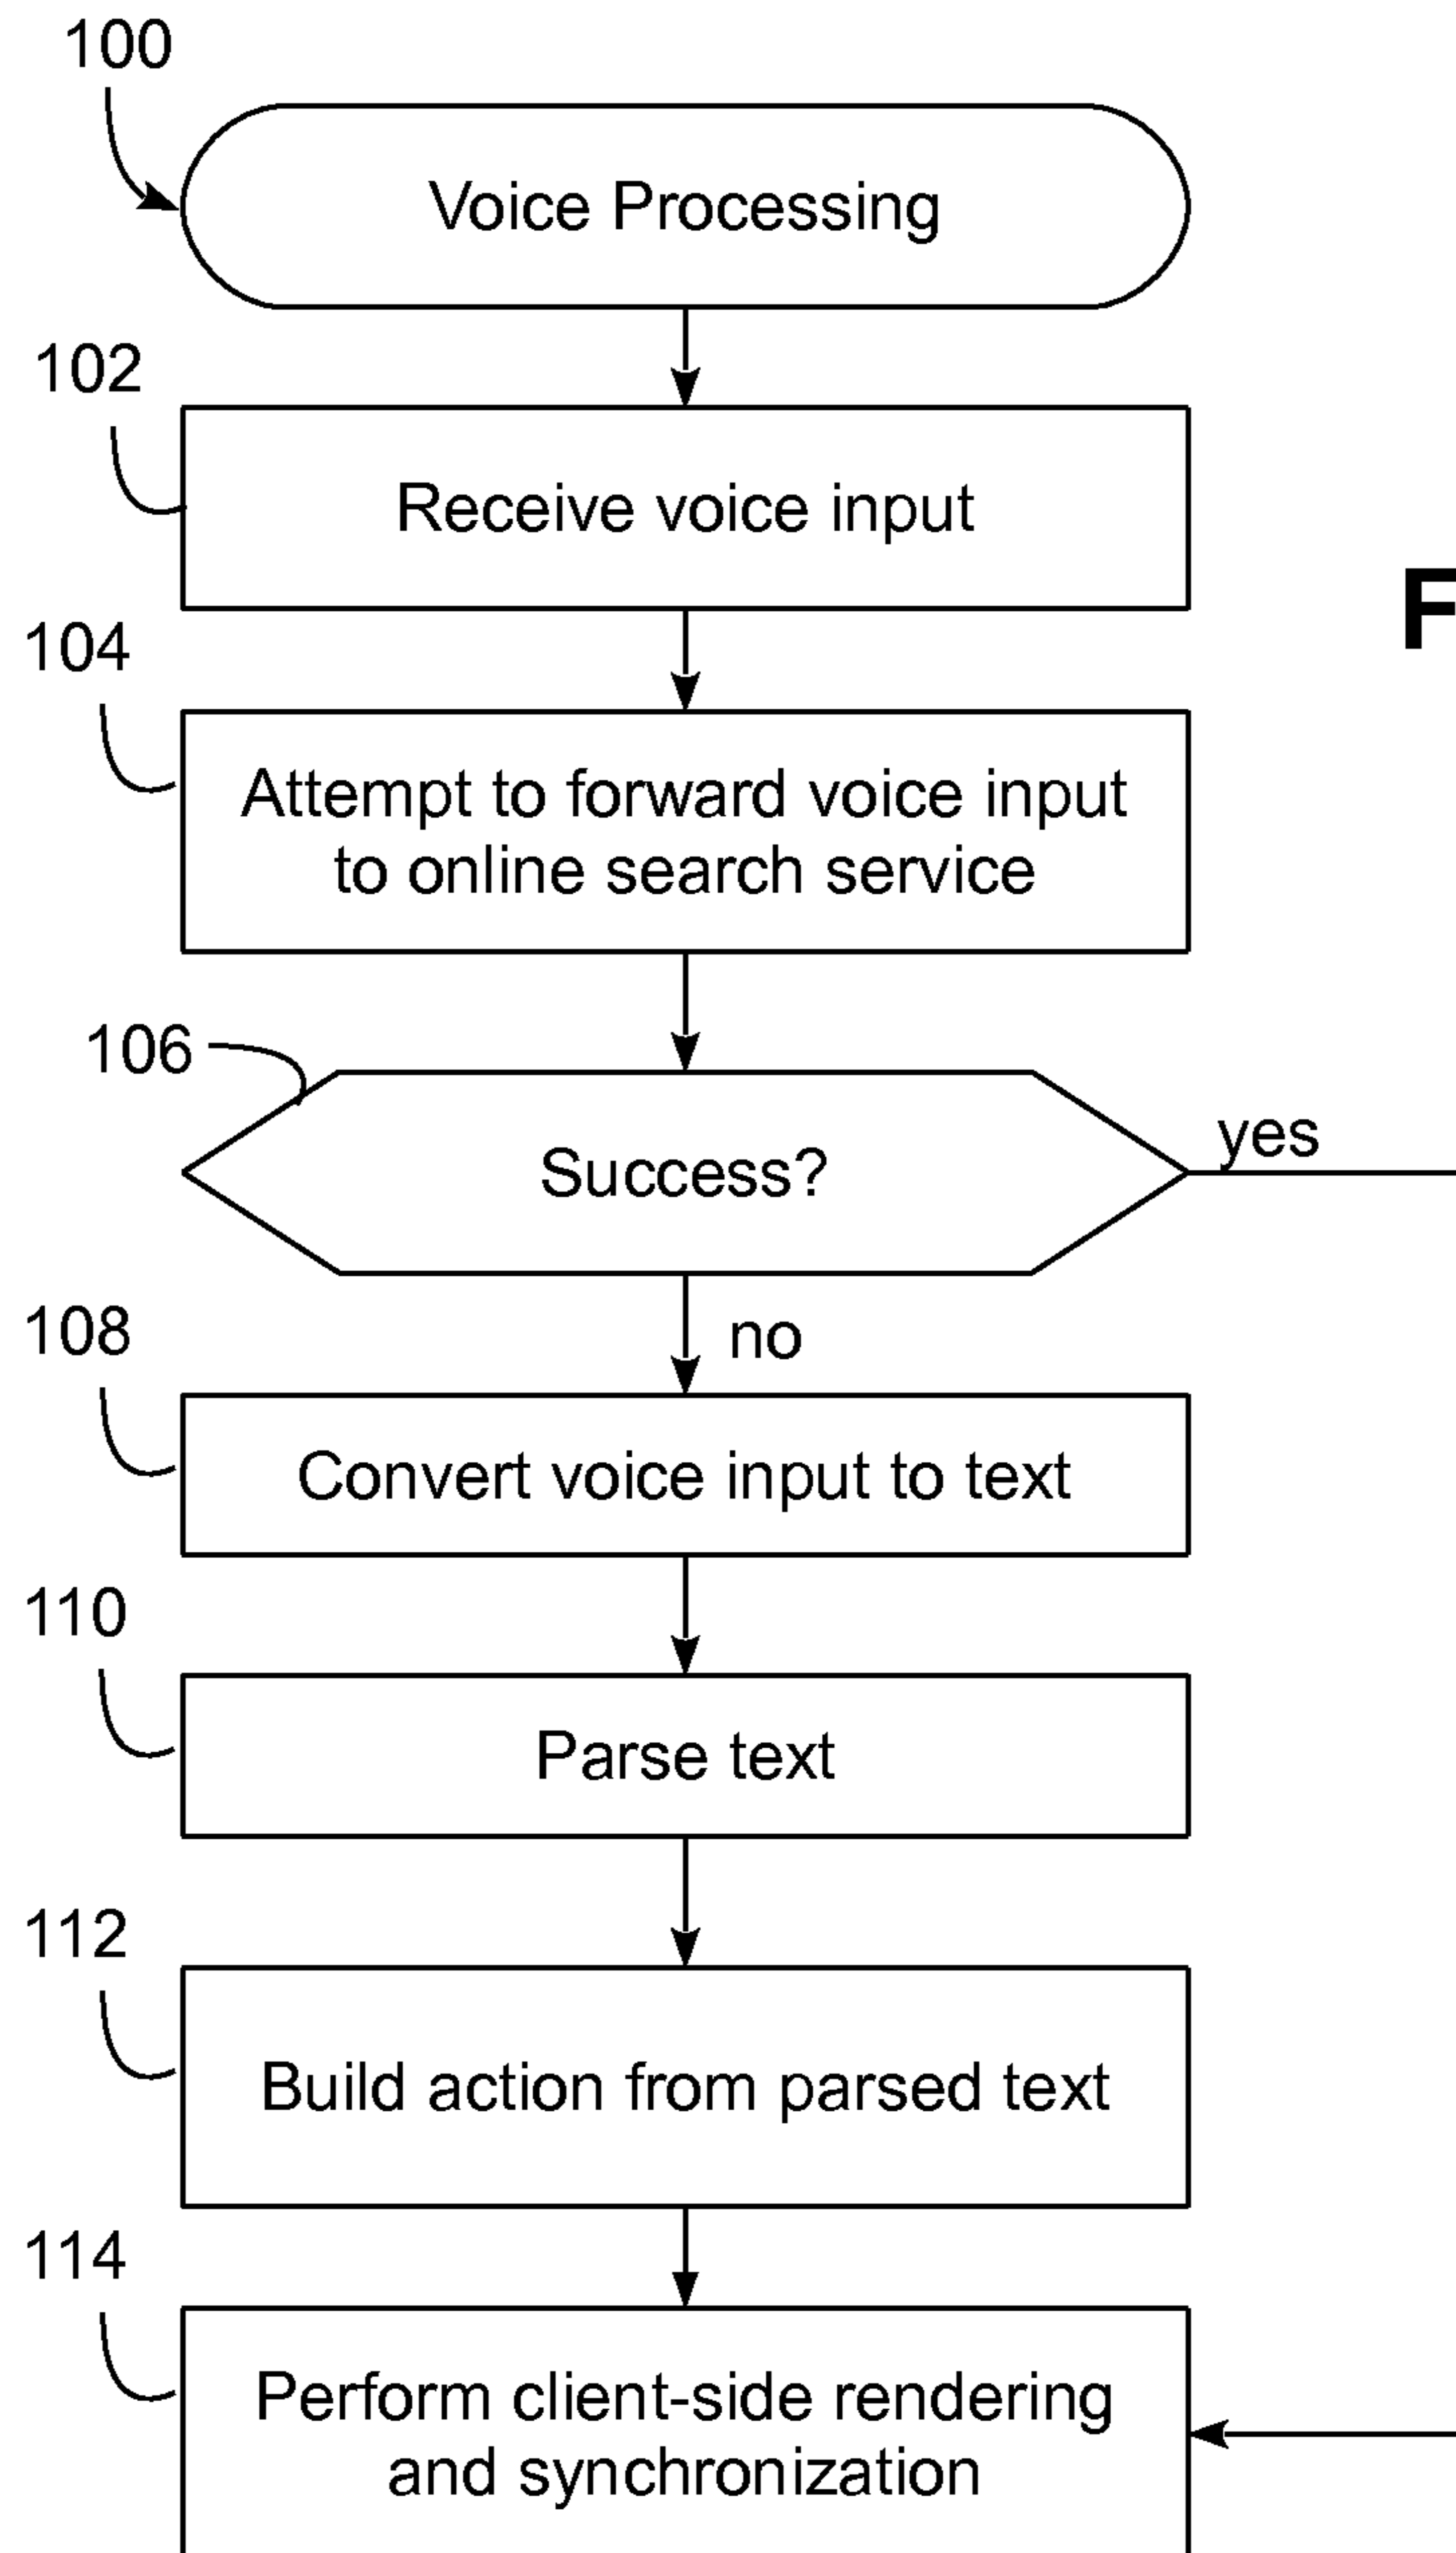 100
Voice Processing
102
Receive voice input
F
104
Attempt to forward voice input
to online search service
106
Success?
yes
no
108
Convert voice input to text
110
Parse text
112
Build action from parsed text
114
Perform client-side rendering
and synchronization